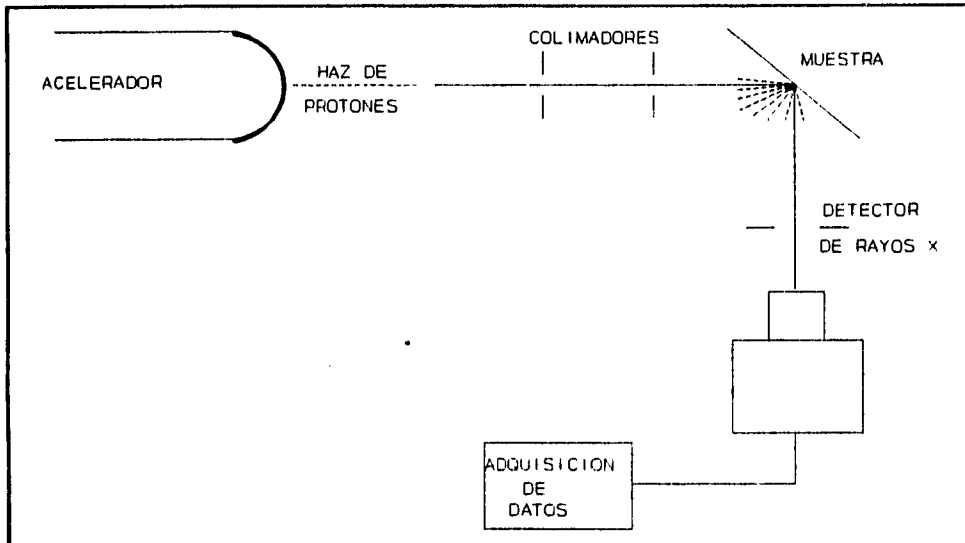 COLIMADORES
MUESTRA
ACELERADOR
HAZ DE
PROTONES
DETECTOR
DE RAYOS X
ADQUISICION
DE
DATOS